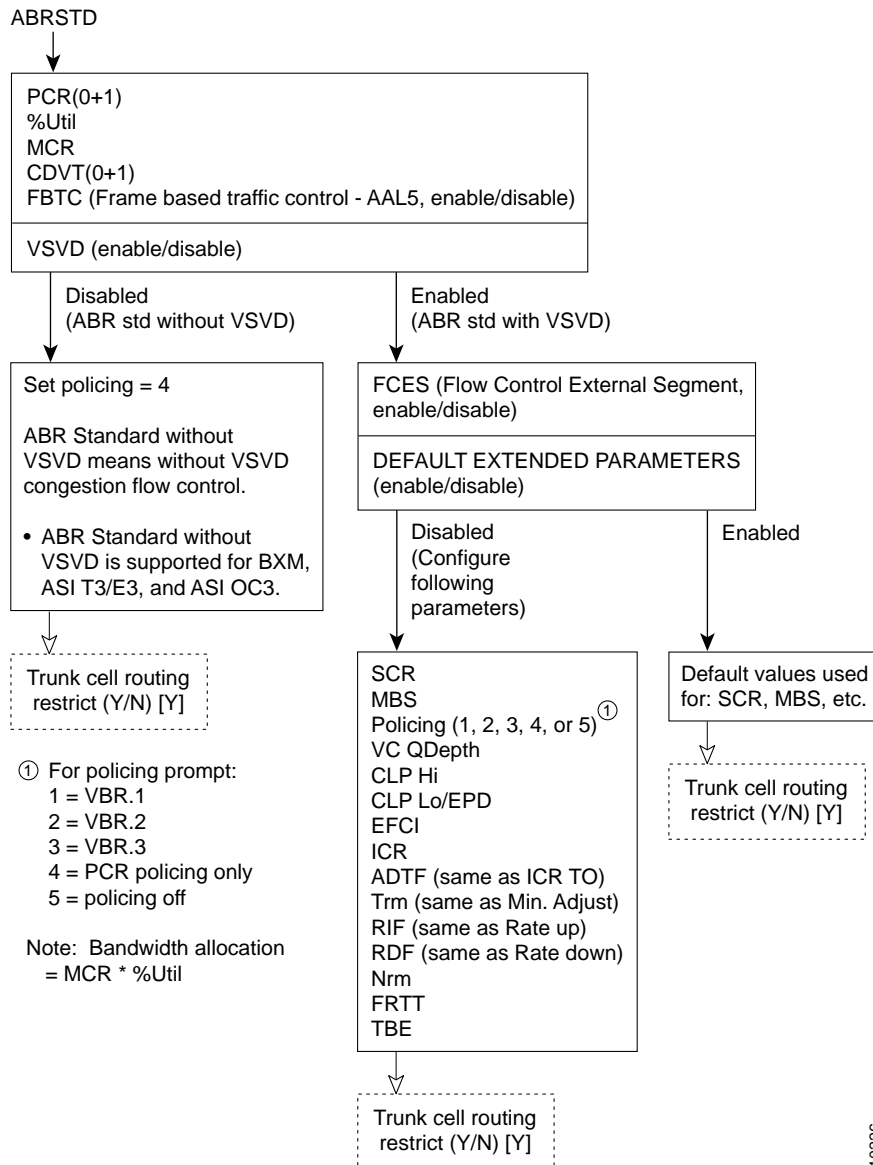 ABRSTD
PCR(0+1)
%Util
MCR
CDVT(0+1)
FBTC (Frame based traffic control - AAL5, enable/disable)
VSVD (enable/disable)
Disabled
(ABR std without VSVD)
Enabled
(ABR std with VSVD)
Set policing = 4
ABR Standard without
VSVD means without VSVD
congestion flow control.
• ABR Standard without
VSVD is supported for BXM,
ASI T3/E3, and ASI OC3.
FCES (Flow Control External Segment,
enable/disable)
DEFAULT EXTENDED PARAMETERS
(enable/disable)
Disabled
(Configure
following
parameters)
Enabled
Trunk cell routing
restrict (Y/N) [Y]
① For policing prompt:
1 = VBR.1
2 = VBR.2
3 = VBR.3
4 = PCR policing only
5 = policing off
Note: Bandwidth allocation
= MCR * %Util
SCR
MBS
Policing (1, 2, 3, 4, or 5) ①
VC QDepth
CLP Hi
CLP Lo/EPD
EFCI
ICR
ADTF (same as ICR TO)
Trm (same as Min. Adjust)
RIF (same as Rate up)
RDF (same as Rate down)
Nrm
FRTT
TBE
Default values used
for: SCR, MBS, etc.
Trunk cell routing
restrict (Y/N) [Y]
Trunk cell routing
restrict (Y/N) [Y]